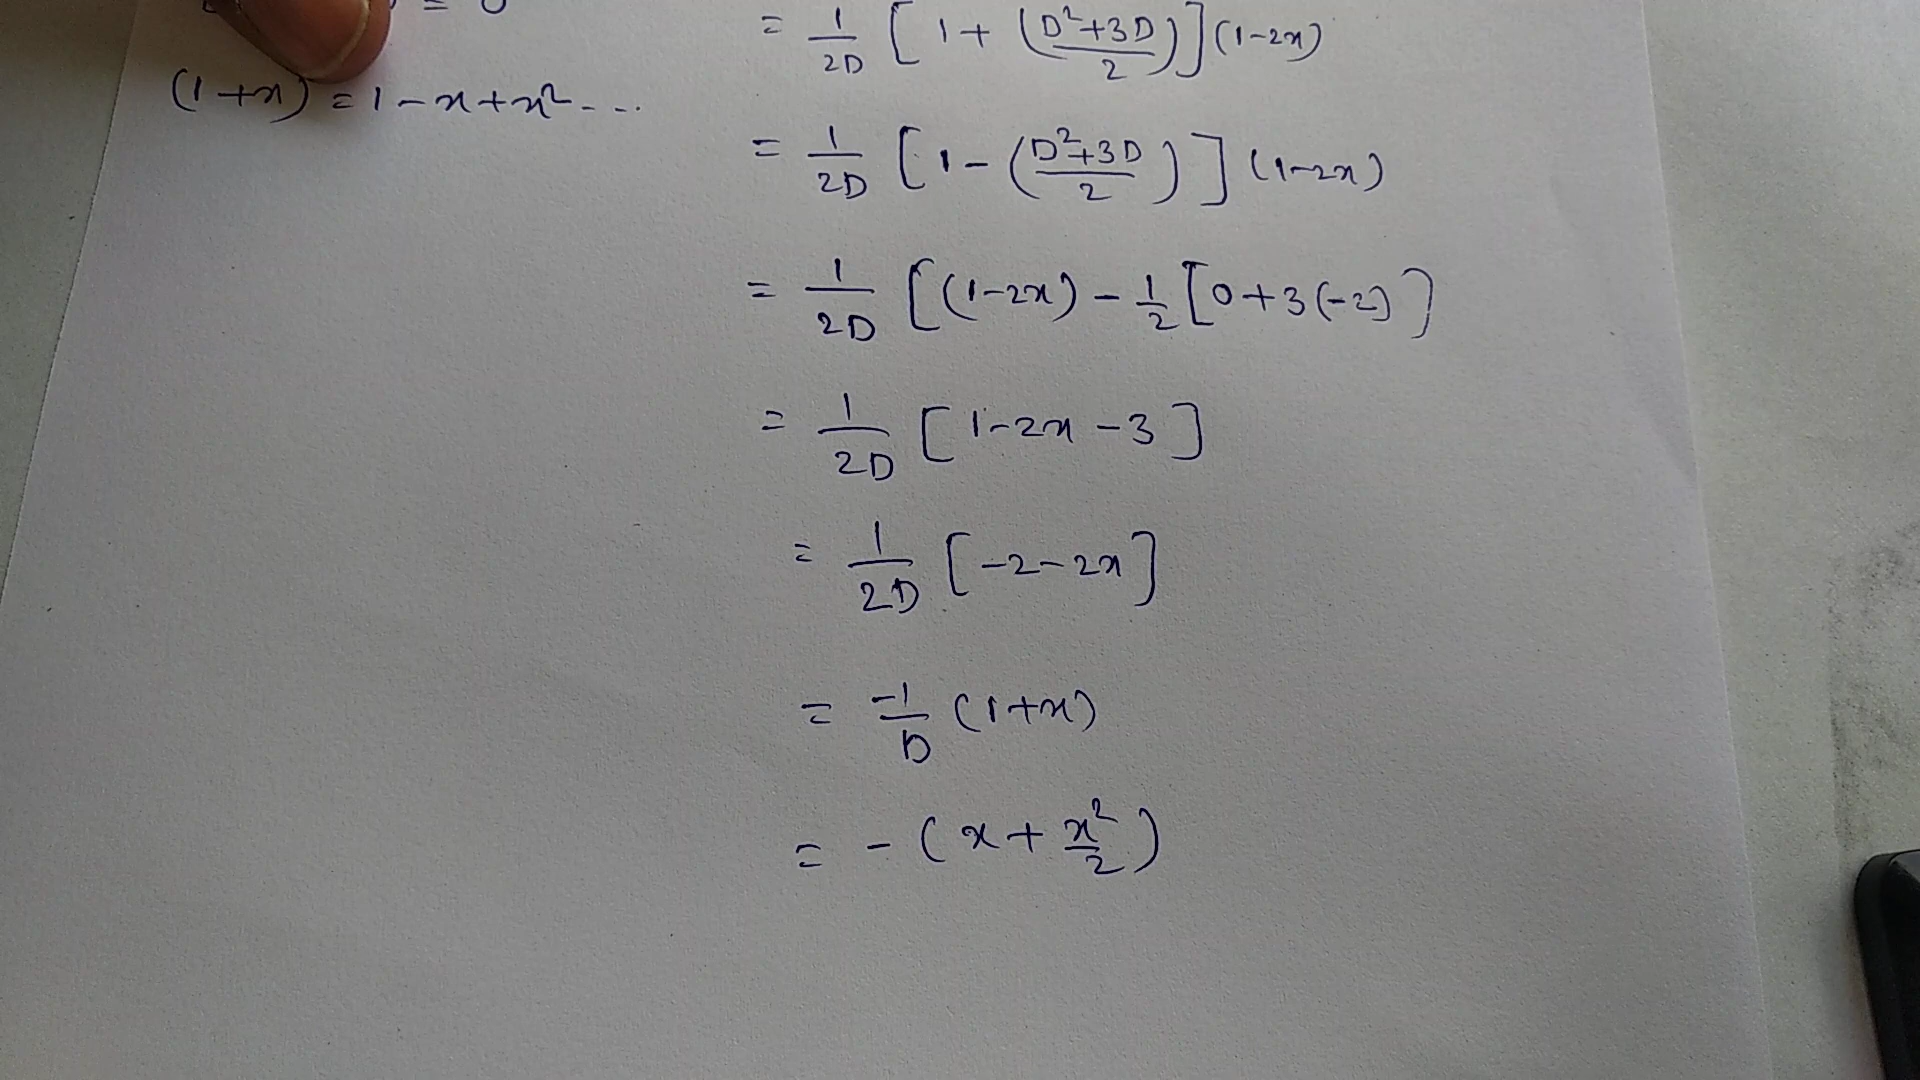 = 0
(1+x) = 1-x+x²...
= 1/2D [1+ ((D²+3D)/2)](1-2x)
= 1/2D [1-((D²+3D)/2)](1-2x)
= 1/2D [(1-2x) - 1/2[0+3(-2)]
= 1/2D [1-2x-3]
= 1/2D [-2-2x]
= -1/D (1+x)
= -(x+x²/2)